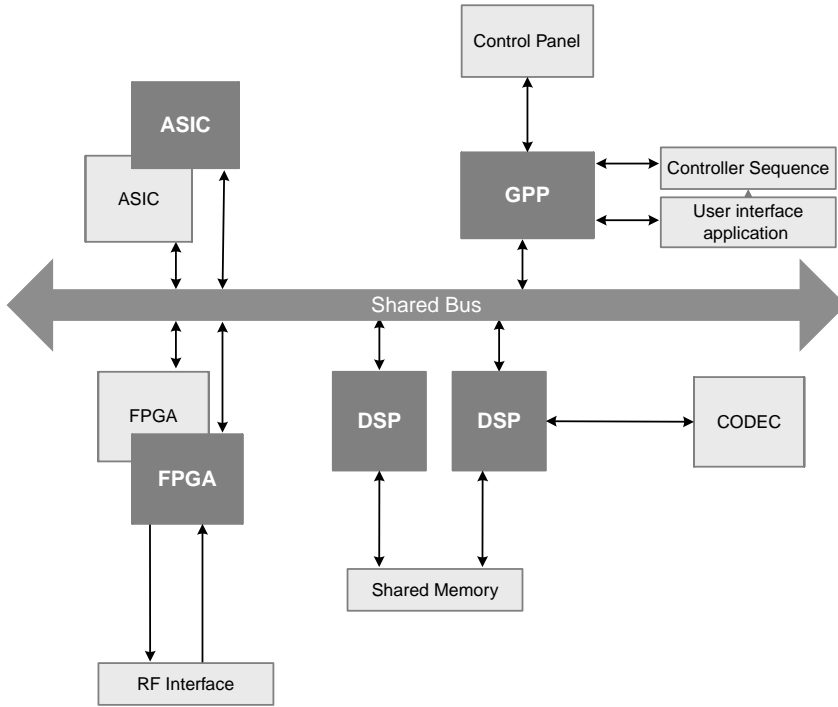 Control Panel
ASIC
ASIC
GPP
Controller Sequence
User interface
application
Shared Bus
FPGA
FPGA
DSP
DSP
CODEC
Shared Memory
RF Interface